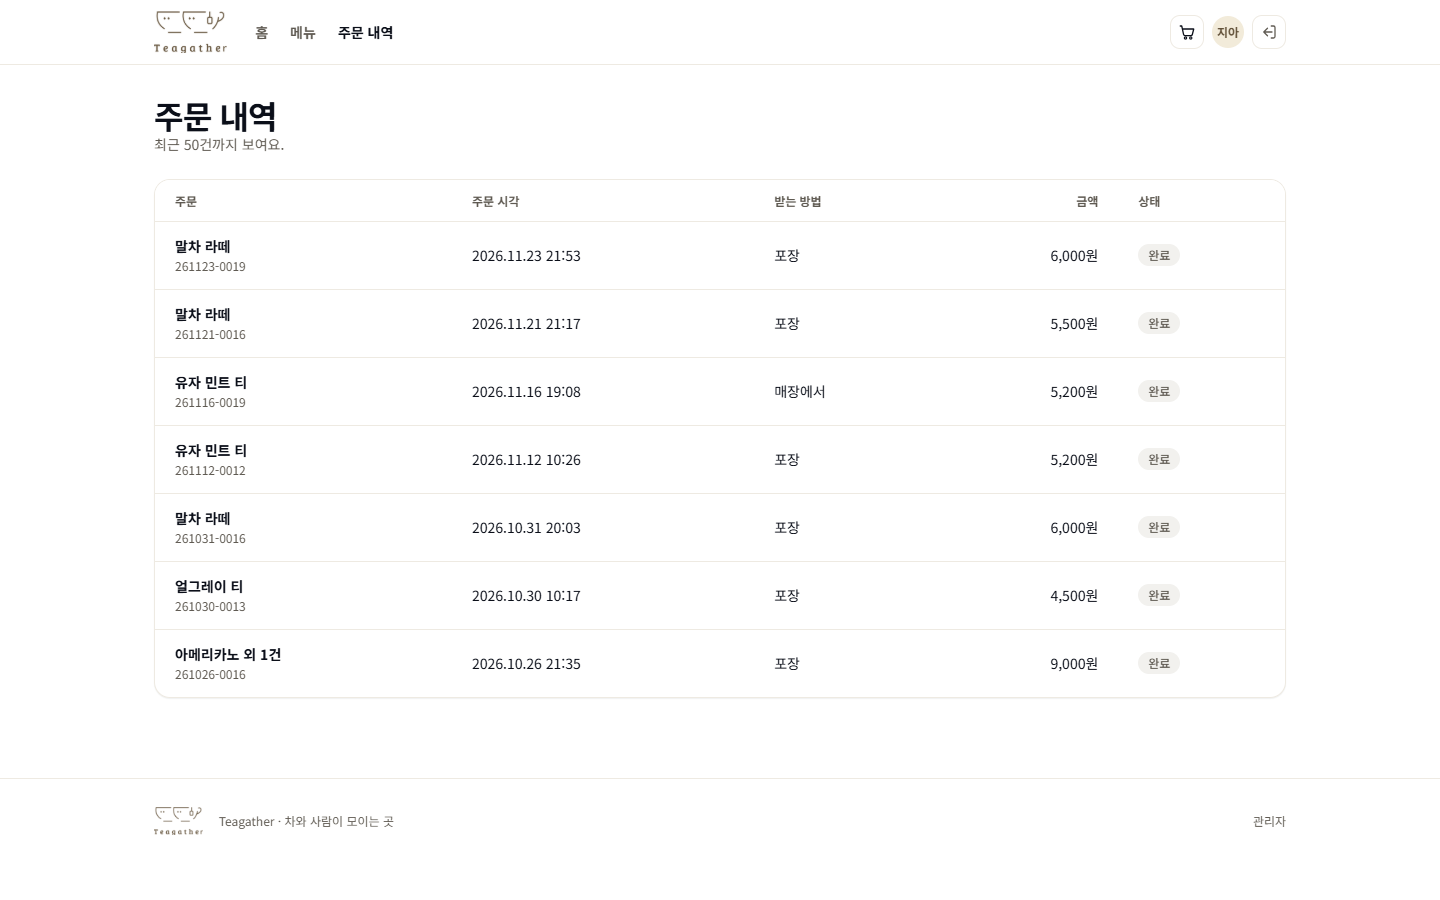 Teagather
홈
메뉴
주문 내역
지아
주문 내역
최근 50건까지 보여요.
주문
주문 시각
받는 방법
금액
상태
말차 라떼
261123-0019
2026.11.23 21:53
포장
6,000원
완료
말차 라떼
261121-0016
2026.11.21 21:17
포장
5,500원
완료
유자 민트 티
261116-0019
2026.11.16 19:08
매장에서
5,200원
완료
유자 민트 티
261112-0012
2026.11.12 10:26
포장
5,200원
완료
말차 라떼
261031-0016
2026.10.31 20:03
포장
6,000원
완료
얼그레이 티
261030-0013
2026.10.30 10:17
포장
4,500원
완료
아메리카노 외 1건
261026-0016
2026.10.26 21:35
포장
9,000원
완료
Teagather
Teagather · 차와 사람이 모이는 곳
관리자